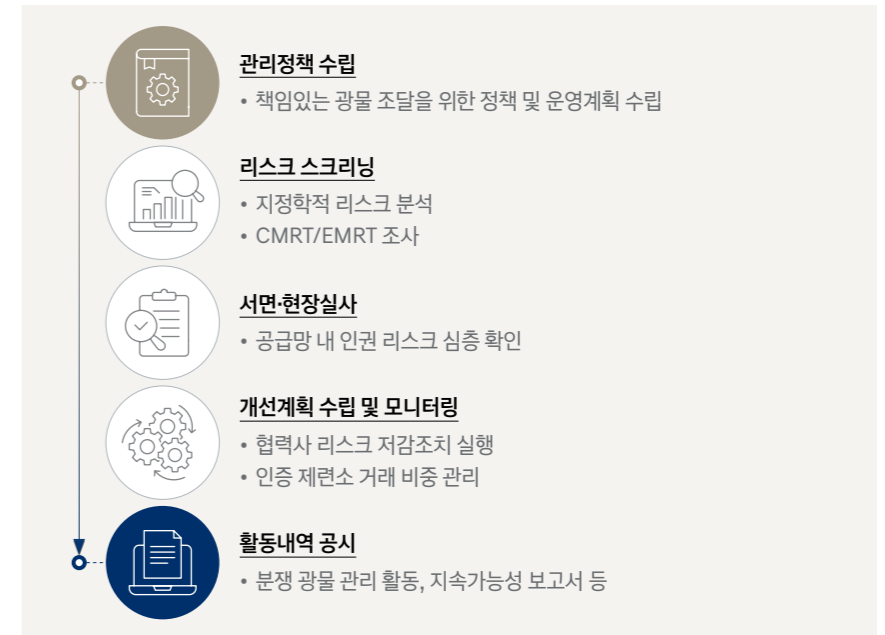 관리정책 수립
• 책임있는 광물 조달을 위한 정책 및 운영계획 수립
리스크 스크리닝
• 지정학적 리스크 분석
• CMRT/EMRT 조사
서면·현장실사
• 공급망 내 인권 리스크 심층 확인
개선계획 수립 및 모니터링
• 협력사 리스크 저감조치 실행
• 인증 제련소 거래 비중 관리
활동내역 공시
• 분쟁 광물 관리 활동, 지속가능성 보고서 등